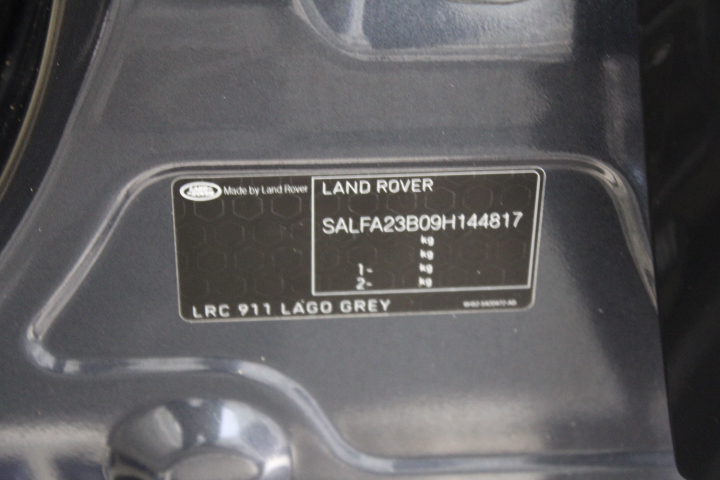 Made by Land Rover
LAND ROVER
SALFA23B09H144817
kg
kg
1- kg
2- kg
LRC 911 LAGO GREY